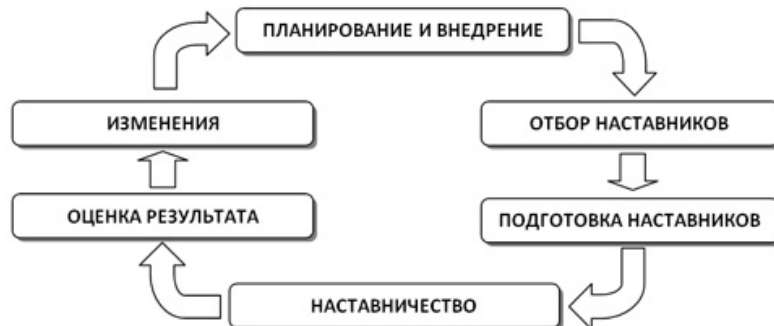 ПЛАНИРОВАНИЕ И ВНЕДРЕНИЕ
ИЗМЕНЕНИЯ
ОТБОР НАСТАВНИКОВ
ОЦЕНКА РЕЗУЛЬТАТА
ПОДГОТОВКА НАСТАВНИКОВ
НАСТАВНИЧЕСТВО